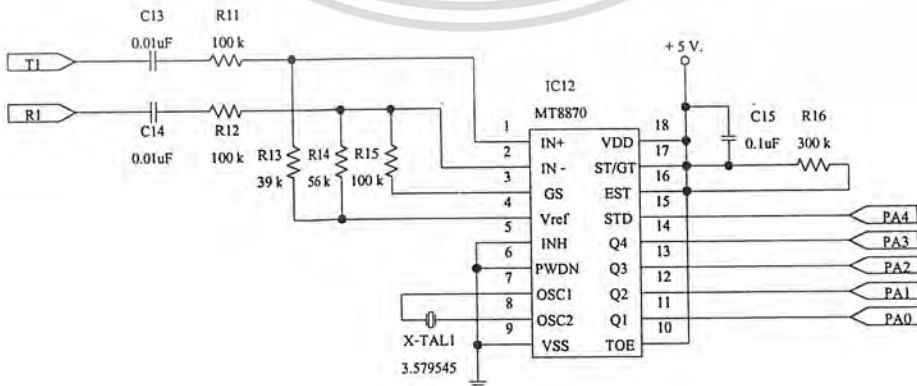 C13
R11
0.01uF
100 k
T1
+ 5 V.
IC12
MT8870
R1
C14
R12
0.01uF
100k
R13
39 k
R14
56 k
R15
100 k
C15
0.1uF
R16
300 k
1 IN+
2 IN -
3 GS
4 Vref
5 INH
6 PWDN
7 OSC1
8 OSC2
9 VSS
18 VDD
17 ST/GT
16 EST
15 STD
14 Q4
13 Q3
12 Q2
11 Q1
10 TOE
PA4
PA3
PA2
PA1
PA0
X-TAL1
3.579545